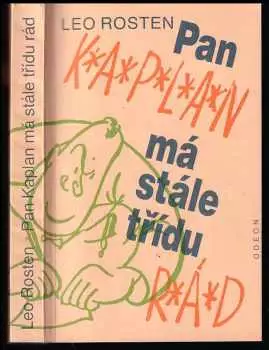 Leo Rosten · Pan Kaplan má stále třídu rád
LEO ROSTEN
Pan
K*A*P*L*A*N
má
stále
třídu
R*Á*D
ODEON